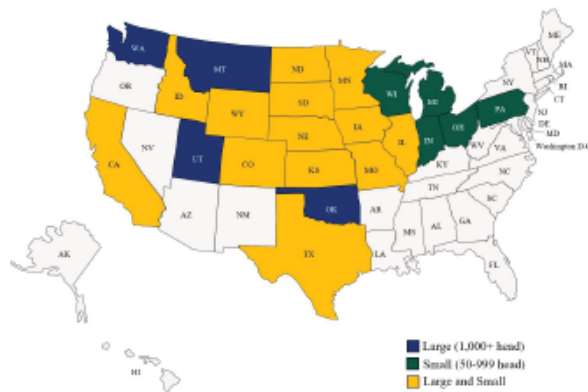 WA
MT
ND
MN
ME
VT
NH
MA
OR
ID
SD
WI
MI
NY
RI
CT
WY
IA
PA
NJ
DE
MD
NV
NE
IL
IN
OH
WV
VA
Washington D.C
CA
UT
CO
KS
MO
KY
NC
TN
AZ
NM
OK
AR
SC
MS
AL
GA
TX
LA
AK
FL
HI
Large (1,000+ head)
Small (50-999 head)
Large and Small